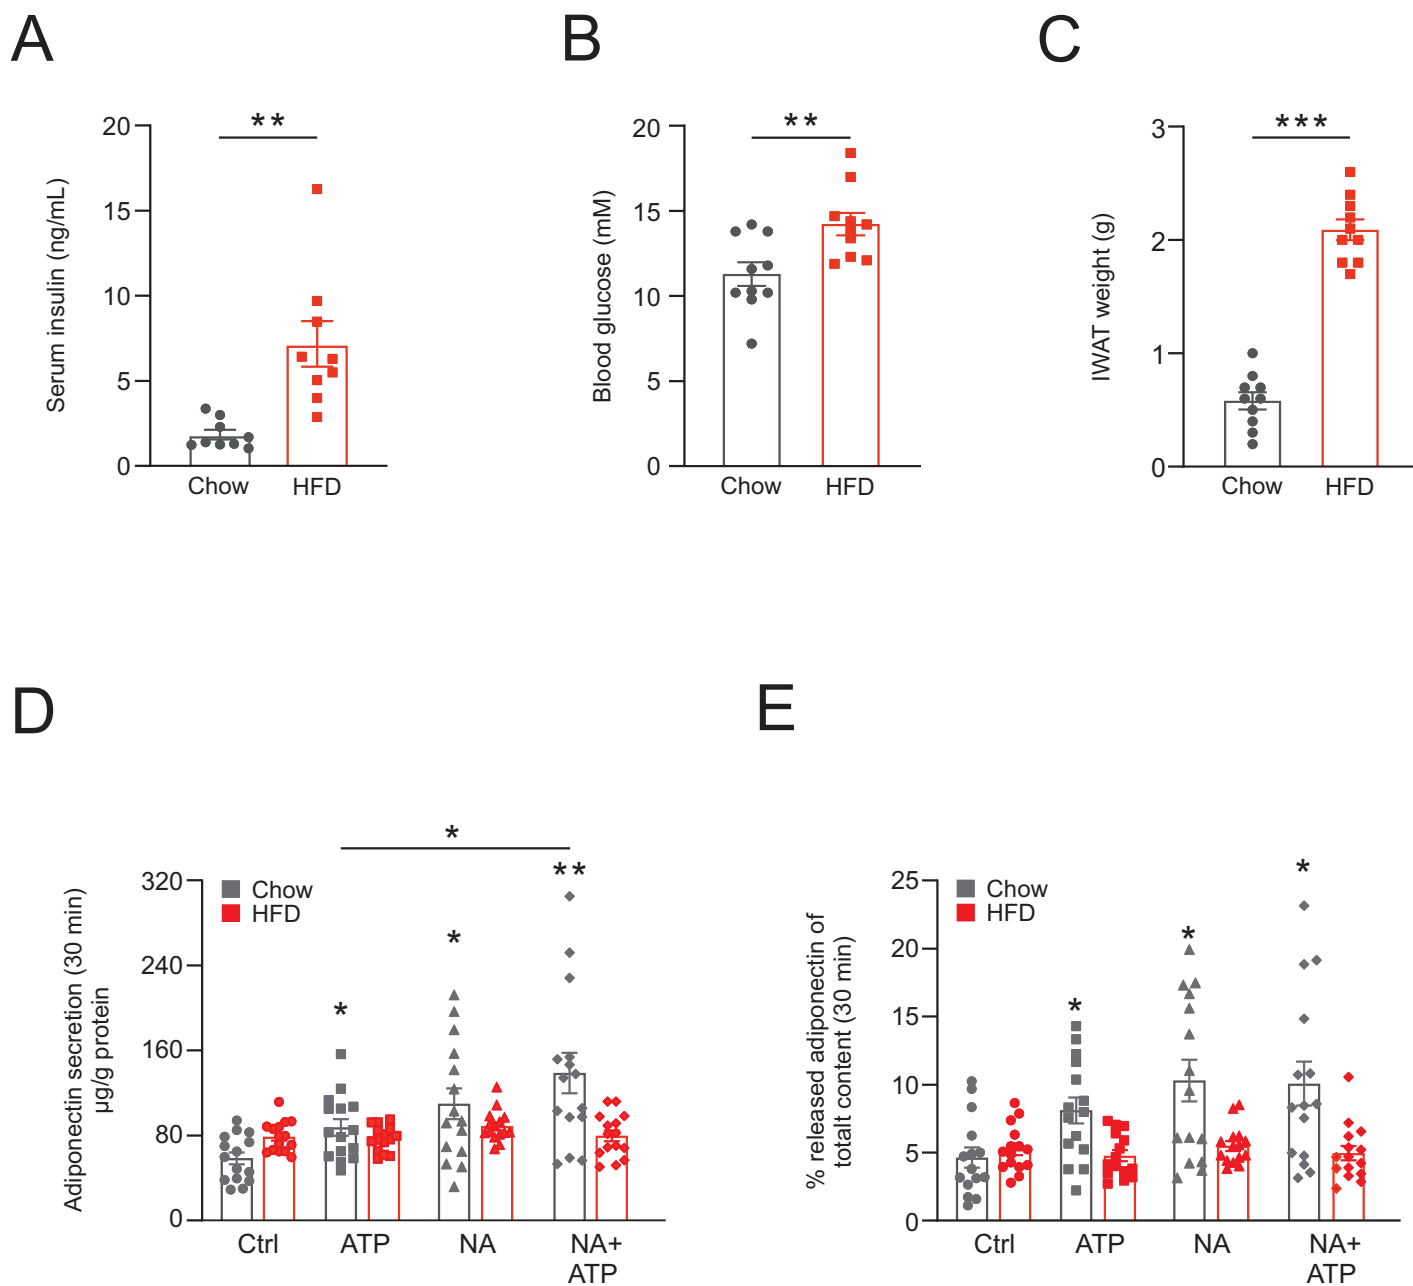 A
B
C
**
**
***
Serum insulin (ng/mL)
20
15
10
5
0
Chow
HFD
Blood glucose (mM)
20
15
10
5
0
Chow
HFD
IWAT weight (g)
3
2
1
0
Chow
HFD
D
E
*
**
*
*
Adiponectin secretion (30 min)
µg/g protein
320
240
160
80
0
Chow
HFD
Ctrl
ATP
NA
NA+
ATP
*
*
*
% released adiponectin of
totalt content (30 min)
25
20
15
10
5
0
Chow
HFD
Ctrl
ATP
NA
NA+
ATP